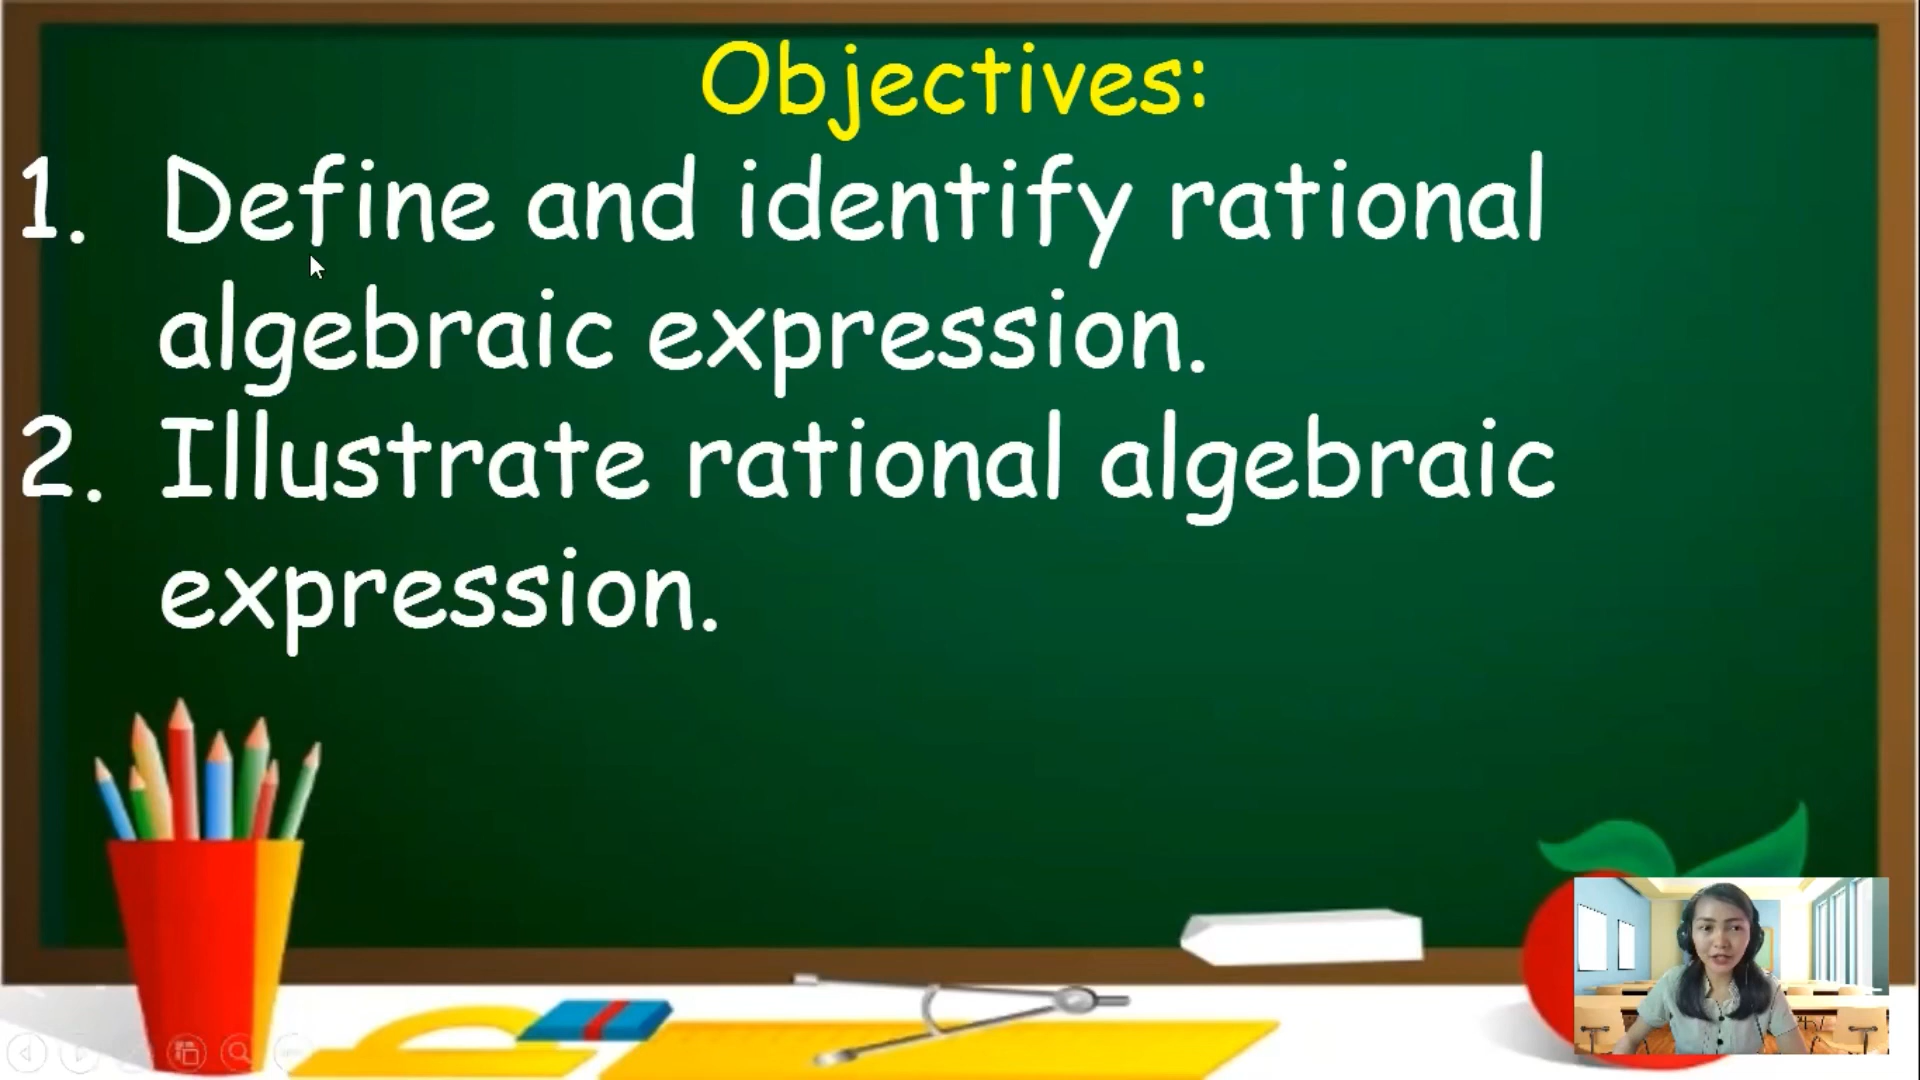 Objectives:
1. Define and identify rational
algebraic expression.
2. Illustrate rational algebraic
expression.